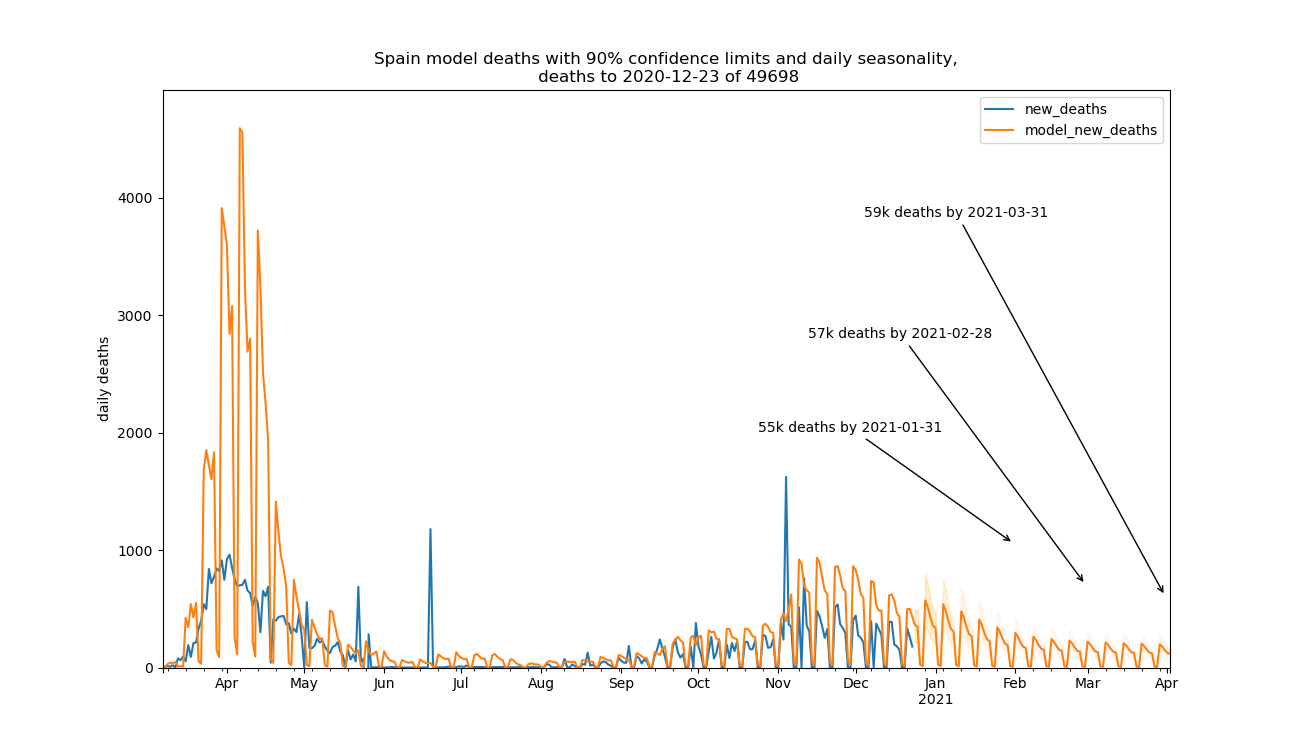 Spain model deaths with 90% confidence limits and daily seasonality,
deaths to 2020-12-23 of 49698
new_deaths
model_new_deaths
daily deaths
4000
3000
2000
1000
0
59k deaths by 2021-03-31
57k deaths by 2021-02-28
55k deaths by 2021-01-31
Apr May Jun Jul Aug Sep Oct Nov Dec Jan Feb Mar Apr
2021